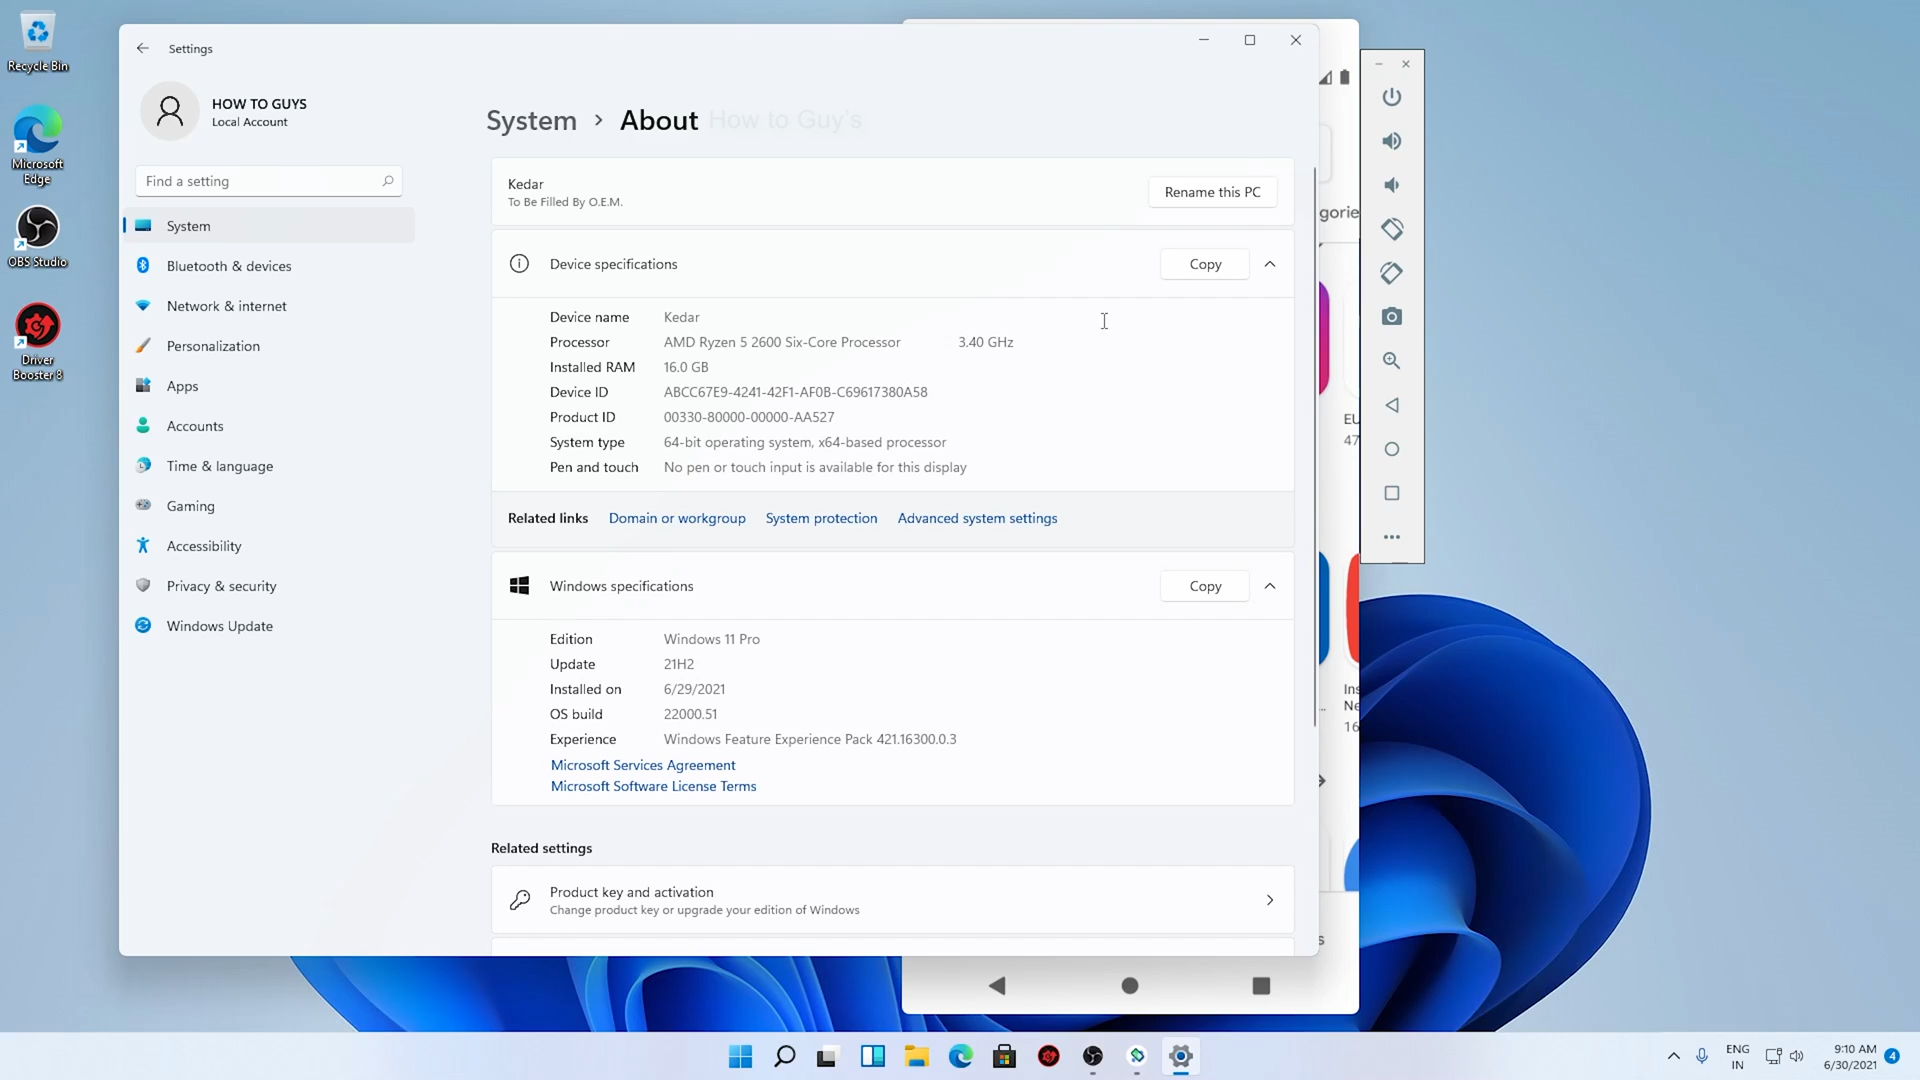 Recycle Bin
Microsoft
Edge
OBS Studio
Driver
Booster 8
Settings
HOW TO GUYS
Local Account
Find a setting
System
Bluetooth & devices
Network & internet
Personalization
Apps
Accounts
Time & language
Gaming
Accessibility
Privacy & security
Windows Update
System > About How to Guy's
Kedar
To Be Filled By O.E.M.
Rename this PC
Device specifications
Copy
Device name Kedar
Processor AMD Ryzen 5 2600 Six-Core Processor 3.40 GHz
Installed RAM 16.0 GB
Device ID ABCC67E9-4241-42F1-AF0B-C69617380A58
Product ID 00330-80000-00000-AA527
System type 64-bit operating system, x64-based processor
Pen and touch No pen or touch input is available for this display
Related links Domain or workgroup System protection Advanced system settings
Windows specifications
Copy
Edition Windows 11 Pro
Update 21H2
Installed on 6/29/2021
OS build 22000.51
Experience Windows Feature Experience Pack 421.16300.0.3
Microsoft Services Agreement
Microsoft Software License Terms
Related settings
Product key and activation
Change product key or upgrade your edition of Windows
gorie
EU
47
Ins
Ne
...
16
s
ENG
IN
9:10 AM
6/30/2021
4